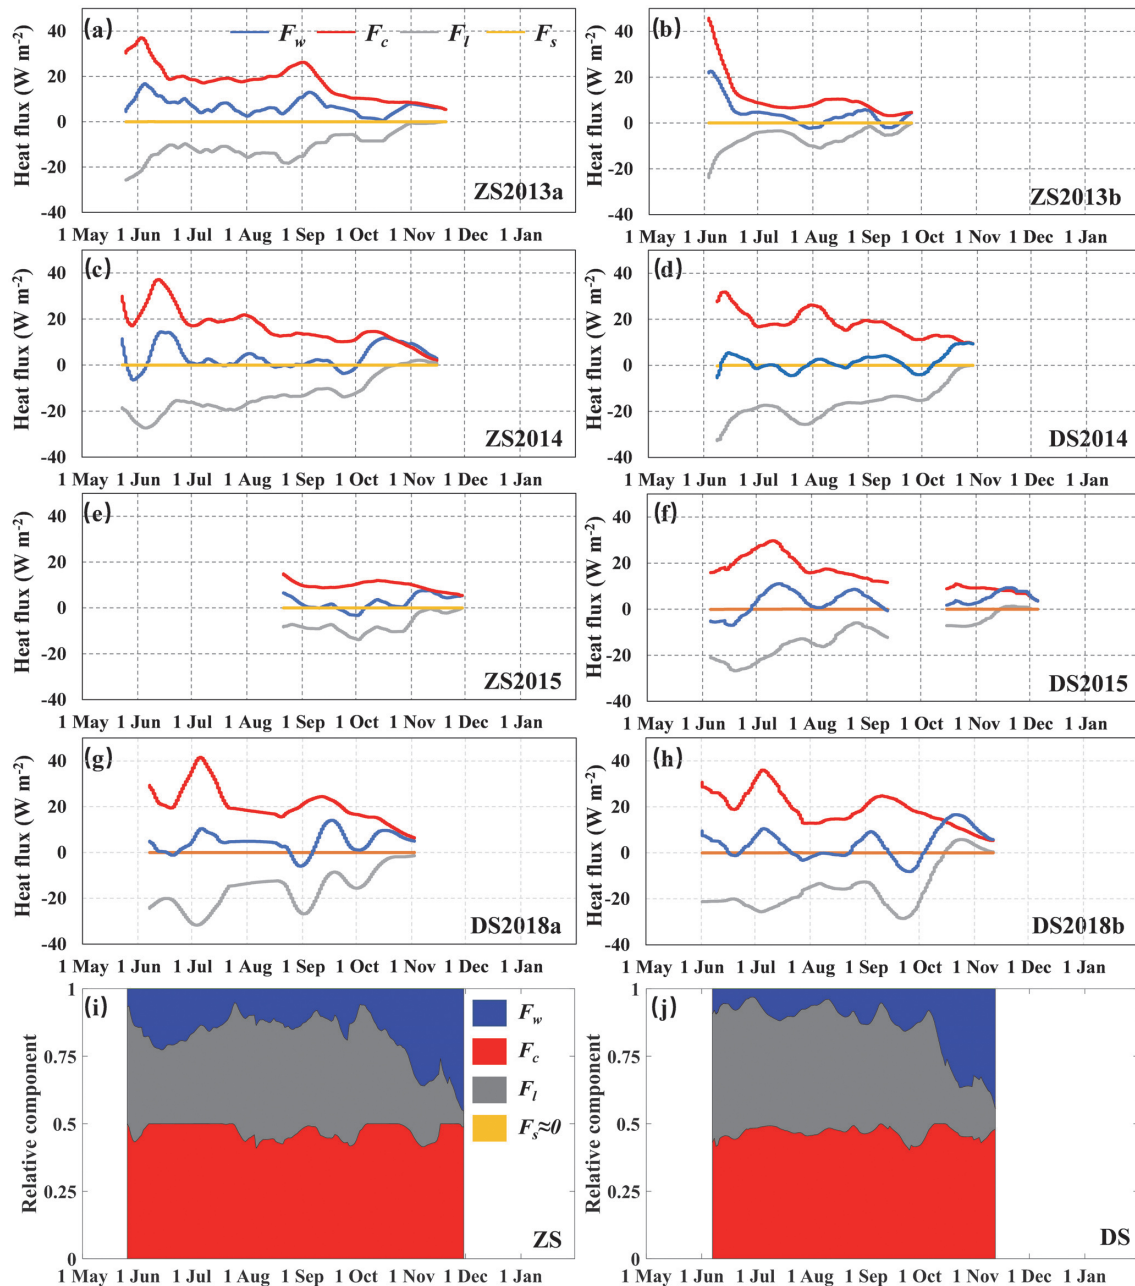 (a) F_w F_c F_l F_s
Heat flux (W m⁻²)
40
20
0
-20
-40
ZS2013a
1 May 1 Jun 1 Jul 1 Aug 1 Sep 1 Oct 1 Nov 1 Dec 1 Jan
(b)
Heat flux (W m⁻²)
40
20
0
-20
-40
ZS2013b
1 May 1 Jun 1 Jul 1 Aug 1 Sep 1 Oct 1 Nov 1 Dec 1 Jan
(c)
Heat flux (W m⁻²)
40
20
0
-20
-40
ZS2014
1 May 1 Jun 1 Jul 1 Aug 1 Sep 1 Oct 1 Nov 1 Dec 1 Jan
(d)
Heat flux (W m⁻²)
40
20
0
-20
-40
DS2014
1 May 1 Jun 1 Jul 1 Aug 1 Sep 1 Oct 1 Nov 1 Dec 1 Jan
(e)
Heat flux (W m⁻²)
40
20
0
-20
-40
ZS2015
1 May 1 Jun 1 Jul 1 Aug 1 Sep 1 Oct 1 Nov 1 Dec 1 Jan
(f)
Heat flux (W m⁻²)
40
20
0
-20
-40
DS2015
1 May 1 Jun 1 Jul 1 Aug 1 Sep 1 Oct 1 Nov 1 Dec 1 Jan
(g)
Heat flux (W m⁻²)
40
20
0
-20
-40
DS2018a
1 May 1 Jun 1 Jul 1 Aug 1 Sep 1 Oct 1 Nov 1 Dec 1 Jan
(h)
Heat flux (W m⁻²)
40
20
0
-20
-40
DS2018b
1 May 1 Jun 1 Jul 1 Aug 1 Sep 1 Oct 1 Nov 1 Dec 1 Jan
(i)
Relative component
1
0.75
0.5
0.25
0
F_w
F_c
F_l
F_s≈0
ZS
1 May 1 Jun 1 Jul 1 Aug 1 Sep 1 Oct 1 Nov 1 Dec 1 Jan
(j)
Relative component
1
0.75
0.5
0.25
0
DS
1 May 1 Jun 1 Jul 1 Aug 1 Sep 1 Oct 1 Nov 1 Dec 1 Jan